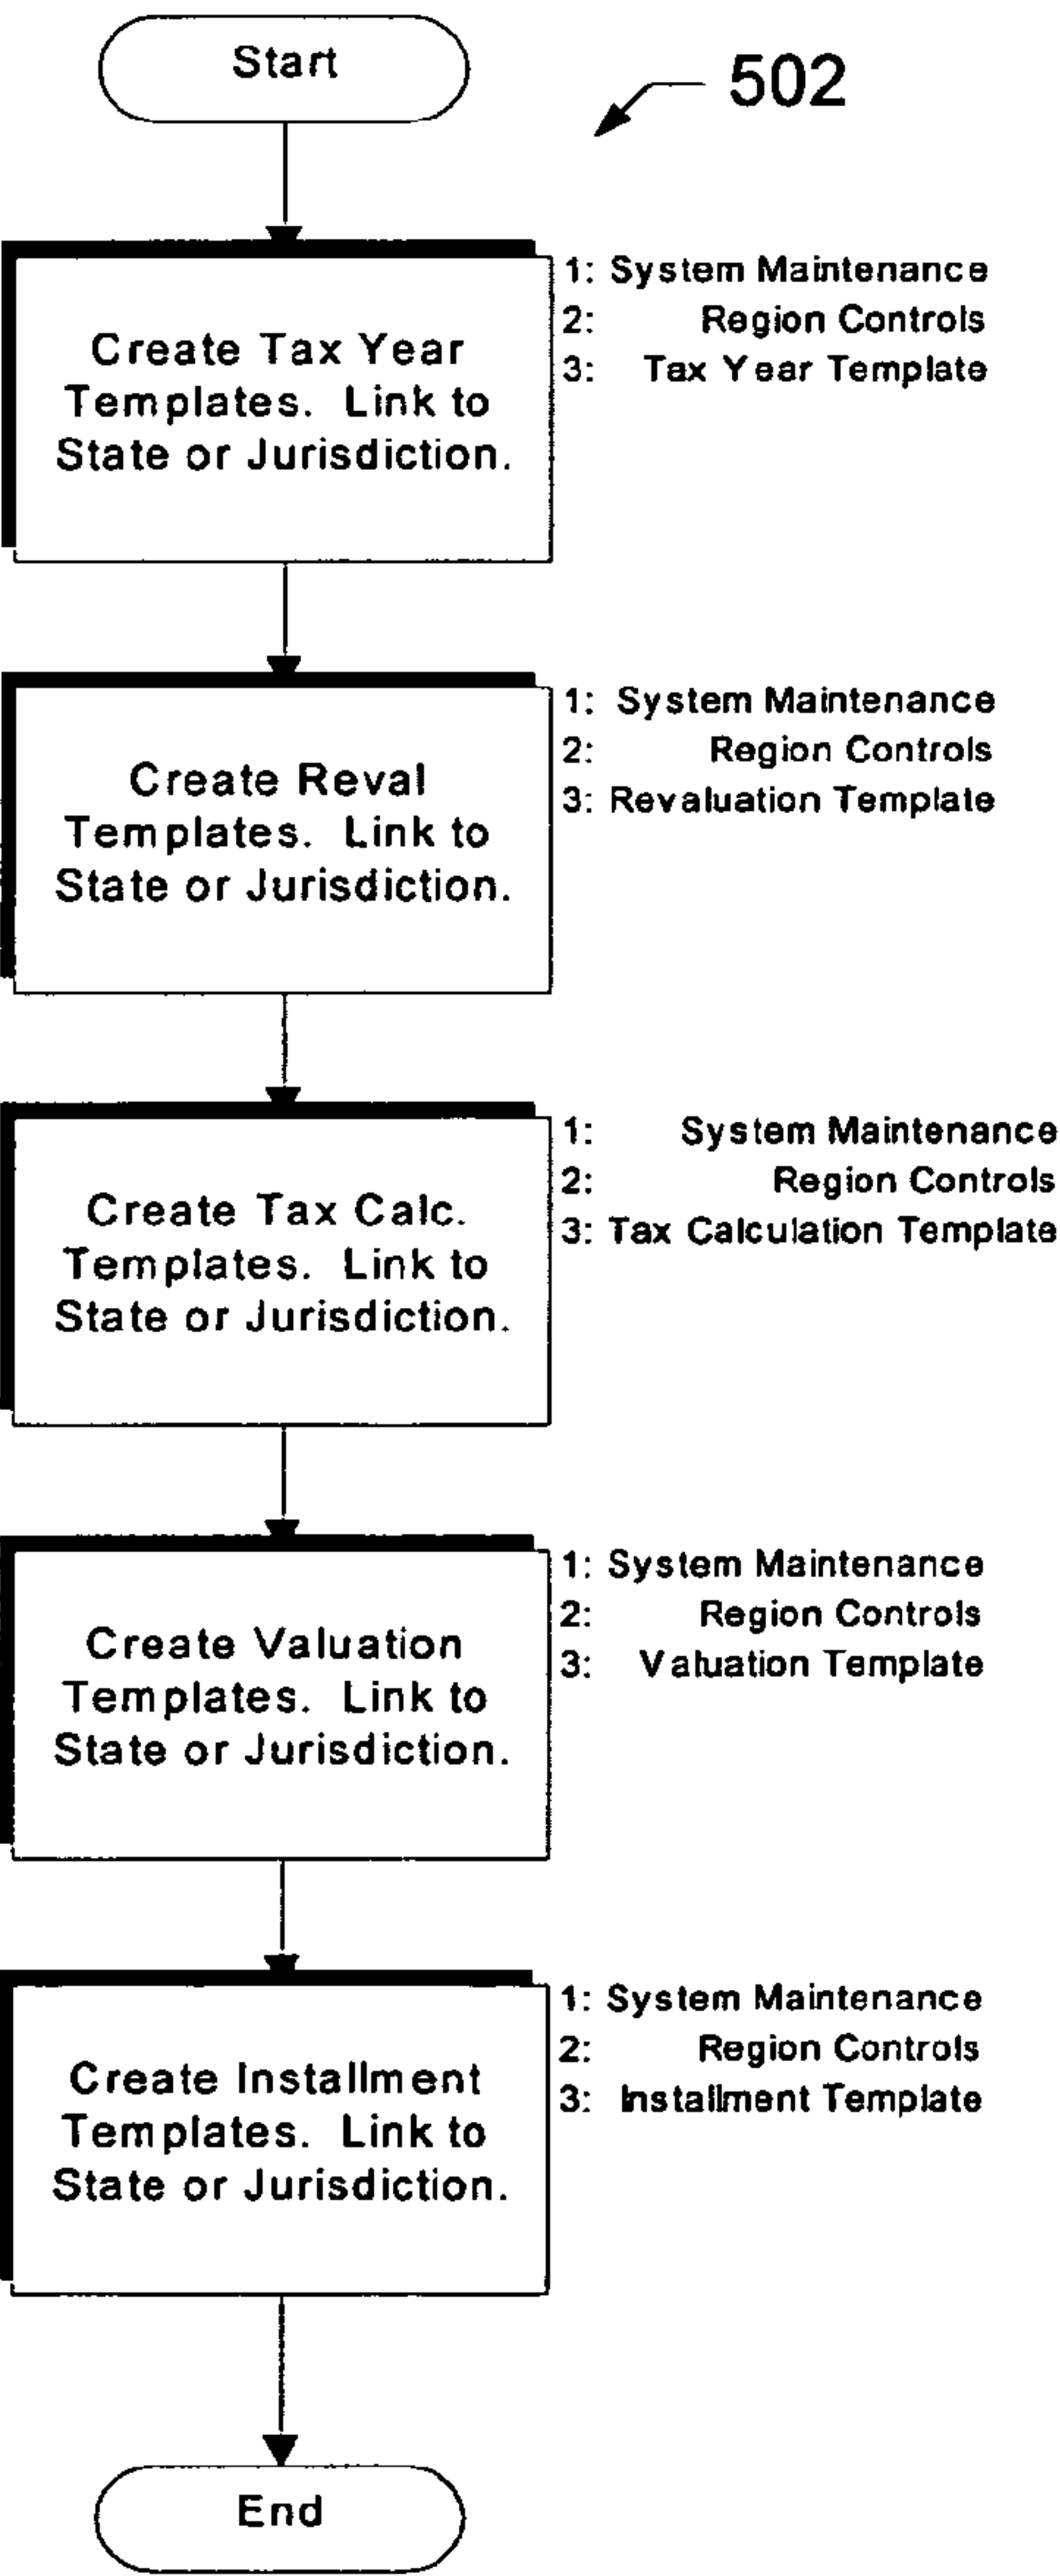 Start
502
Create Tax Year
Templates. Link to
State or Jurisdiction.
1: System Maintenance
2: Region Controls
3: Tax Year Template
Create Reval
Templates. Link to
State or Jurisdiction.
1: System Maintenance
2: Region Controls
3: Revaluation Template
Create Tax Calc.
Templates. Link to
State or Jurisdiction.
1: System Maintenance
2: Region Controls
3: Tax Calculation Template
Create Valuation
Templates. Link to
State or Jurisdiction.
1: System Maintenance
2: Region Controls
3: Valuation Template
Create Installment
Templates. Link to
State or Jurisdiction.
1: System Maintenance
2: Region Controls
3: Installment Template
End